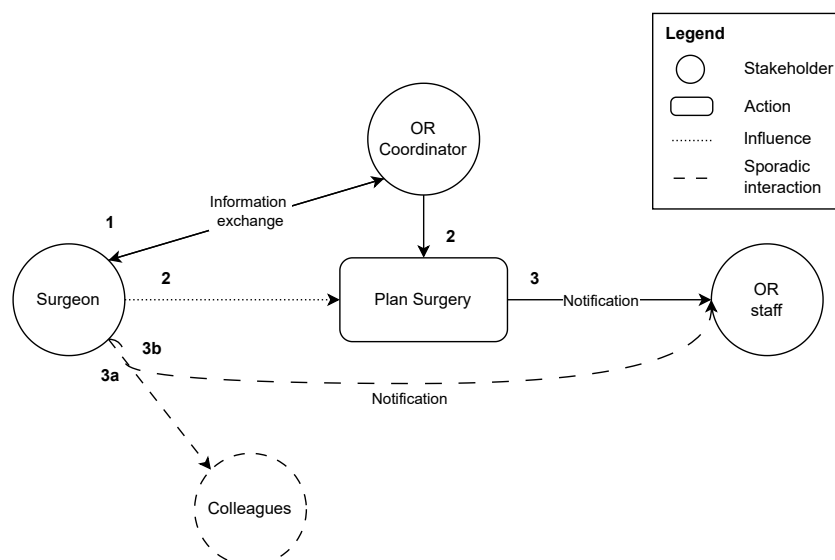 Legend
Stakeholder
Action
Influence
Sporadic
interaction
OR
Coordinator
Information
exchange
1
2
2
3
Surgeon
Plan Surgery
Notification
OR
staff
3b
3a
Notification
Colleagues